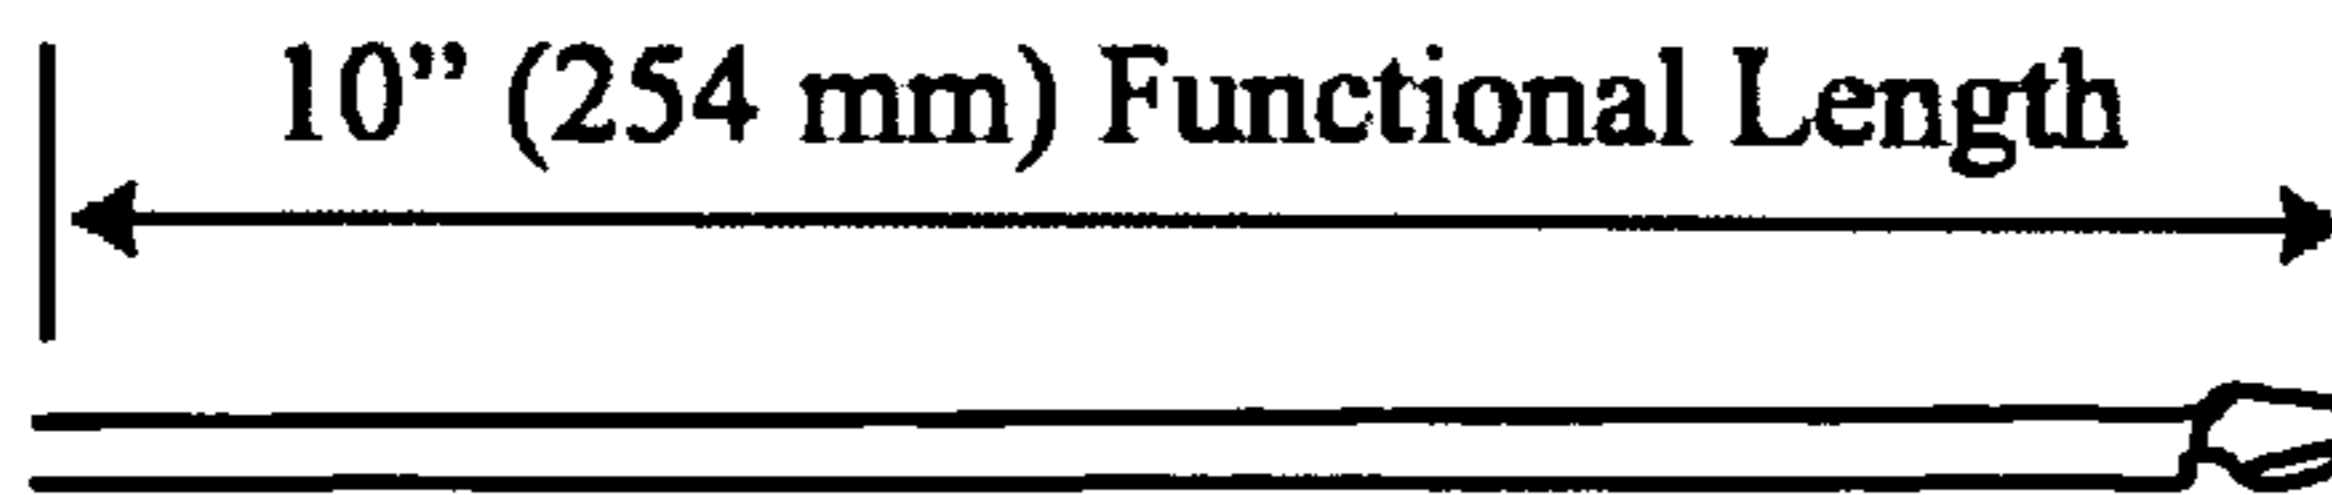 10” (254 mm) Functional Length